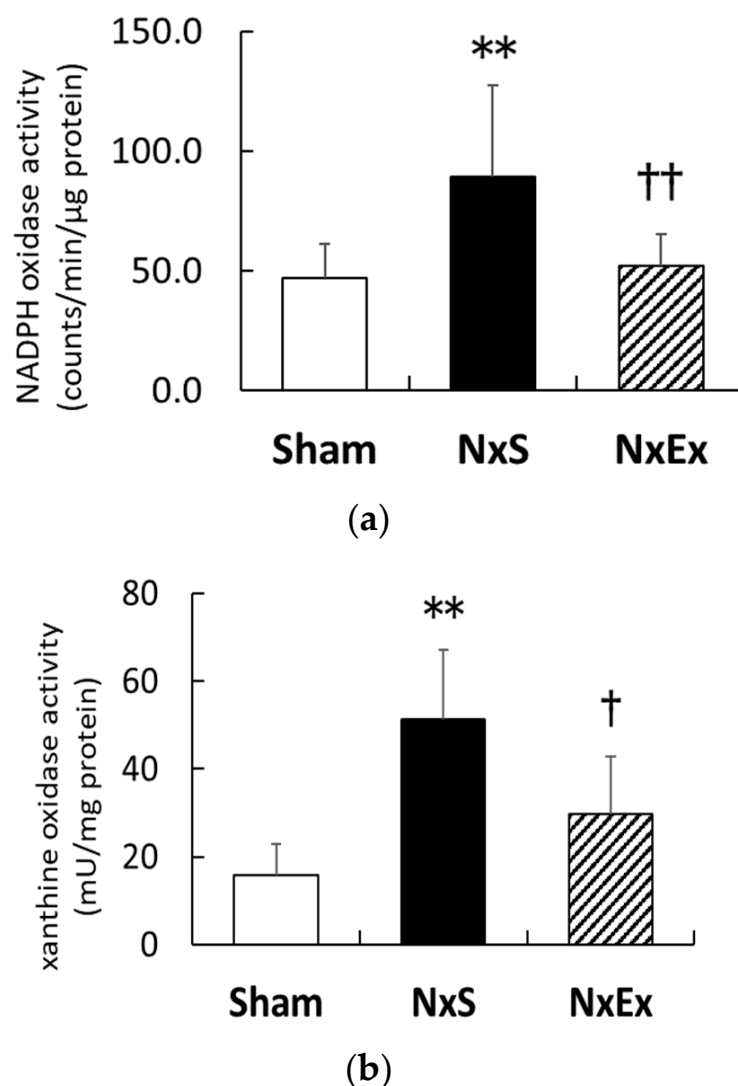 NADPH oxidase activity
(counts/min/µg protein)
150.0
100.0
50.0
0.0
**
††
Sham NxS NxEx
(a)
xanthine oxidase activity
(mU/mg protein)
80
60
40
20
0
**
†
Sham NxS NxEx
(b)